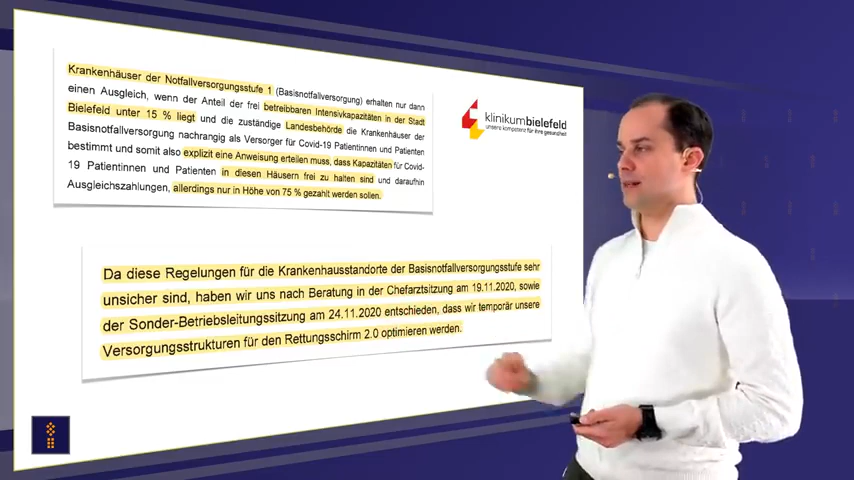 Krankenhäuser der Notfallversorgungsstufe 1 (Basisnotfallversorgung) erhalten nur dann
einen Ausgleich, wenn der Anteil der frei betreibbaren Intensivkapazitäten in der Stadt
Bielefeld unter 15 % liegt und die zuständige Landesbehörde die Krankenhäuser der
Basisnotfallversorgung nachrangig als Versorger für Covid-19 Patientinnen und Patienten
bestimmt und somit also explizit eine Anweisung erteilen muss, dass Kapazitäten für Covid-
19 Patientinnen und Patienten in diesen Häusern frei zu halten sind und daraufhin
Ausgleichszahlungen, allerdings nur in Höhe von 75 % gezahlt werden sollen.
klinikumbielefeld
unsere kompetenz für ihre gesundheit
Da diese Regelungen für die Krankenhausstandorte der Basisnotfallversorgungsstufe sehr
unsicher sind, haben wir uns nach Beratung in der Chefarztsitzung am 19.11.2020, sowie
der Sonder-Betriebsleitungssitzung am 24.11.2020 entschieden, dass wir temporär unsere
Versorgungsstrukturen für den Rettungsschirm 2.0 optimieren werden.